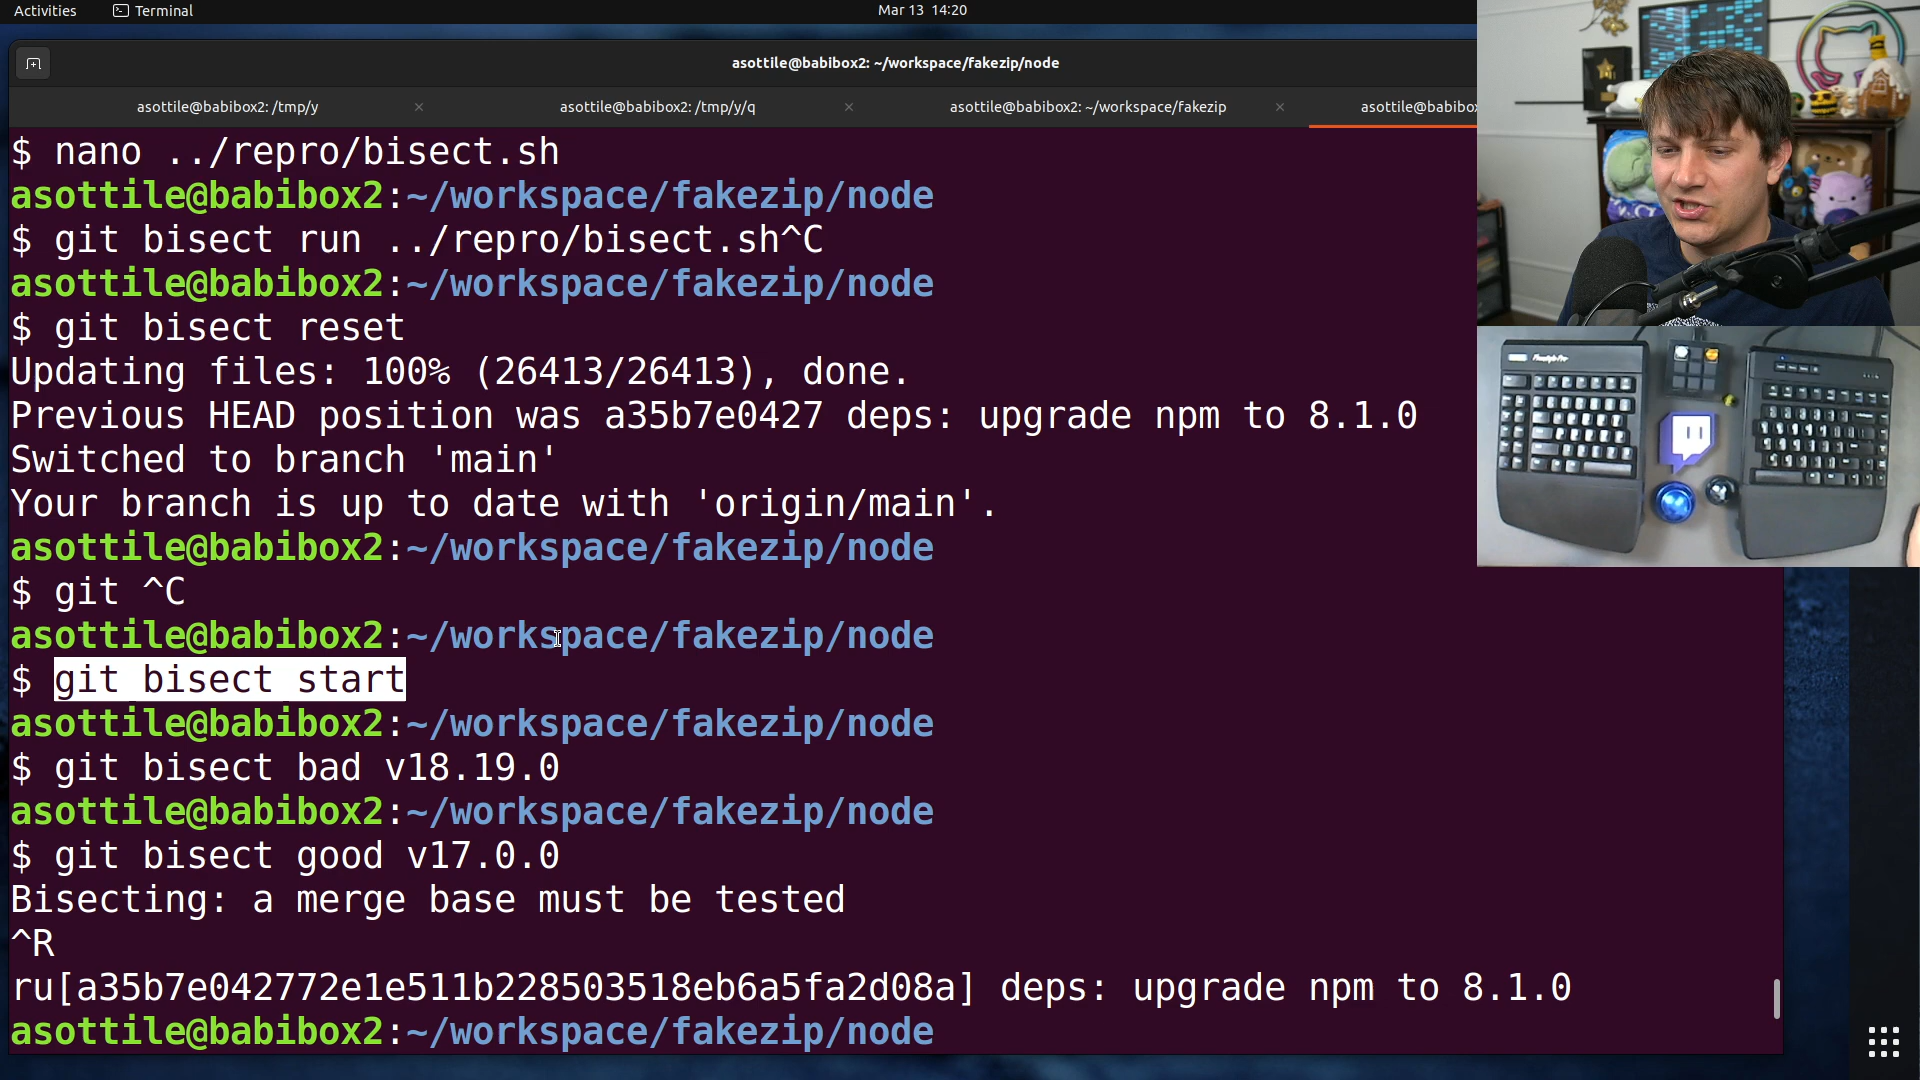 Activities Terminal Mar 13 14:20
asottile@babibox2: ~/workspace/fakezip/node
asottile@babibox2: /tmp/y × asottile@babibox2: /tmp/y/q × asottile@babibox2: ~/workspace/fakezip × asottile@babibo
$ nano ../repro/bisect.sh
asottile@babibox2:~/workspace/fakezip/node
$ git bisect run ../repro/bisect.sh^C
asottile@babibox2:~/workspace/fakezip/node
$ git bisect reset
Updating files: 100% (26413/26413), done.
Previous HEAD position was a35b7e0427 deps: upgrade npm to 8.1.0
Switched to branch 'main'
Your branch is up to date with 'origin/main'.
asottile@babibox2:~/workspace/fakezip/node
$ git ^C
asottile@babibox2:~/workspace/fakezip/node
$ git bisect start
asottile@babibox2:~/workspace/fakezip/node
$ git bisect bad v18.19.0
asottile@babibox2:~/workspace/fakezip/node
$ git bisect good v17.0.0
Bisecting: a merge base must be tested
^R
ru[a35b7e042772e1e511b228503518eb6a5fa2d08a] deps: upgrade npm to 8.1.0
asottile@babibox2:~/workspace/fakezip/node